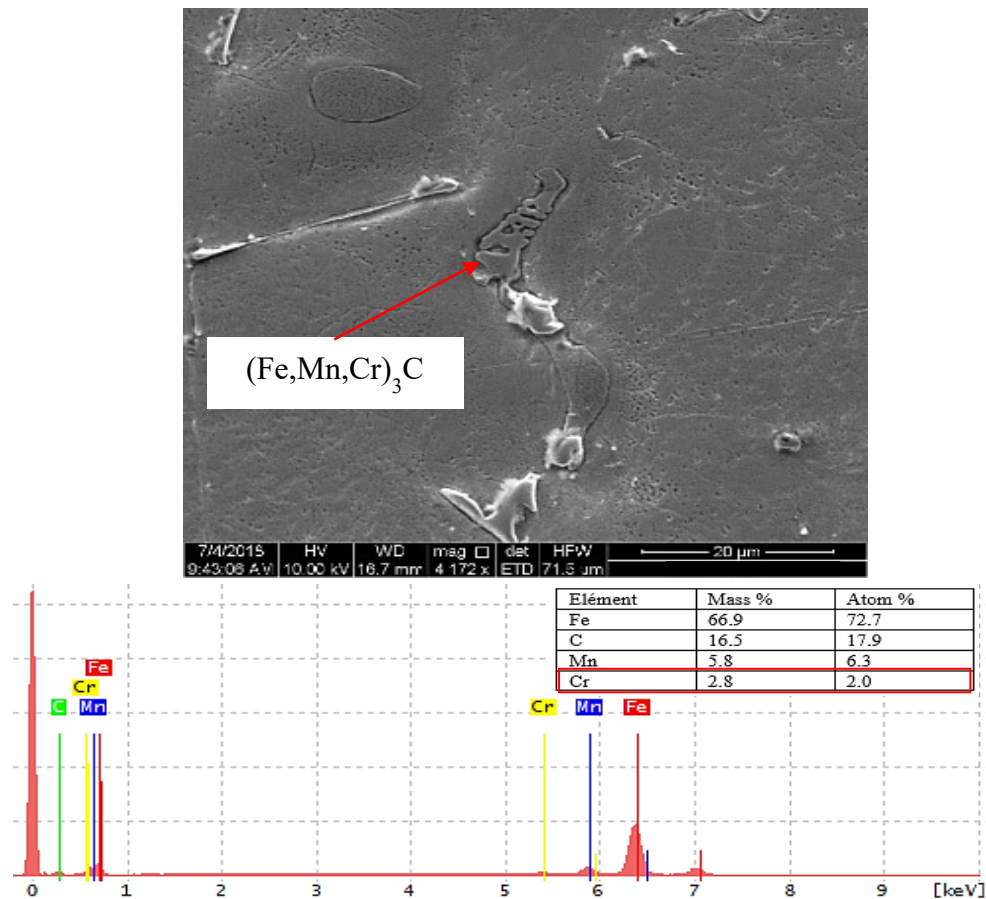 (Fe,Mn,Cr)3C
7/4/2018 HV WD mag □ det HFW 20 µm
9:43:06 AM 10.00 kV 16.7 mm 4 172 x ETD 71.5 µm
Elément Mass % Atom %
Fe 66.9 72.7
C 16.5 17.9
Mn 5.8 6.3
Cr 2.8 2.0
Fe
Cr
C Mn Cr Mn Fe
0 1 2 3 4 5 6 7 8 9 [keV]